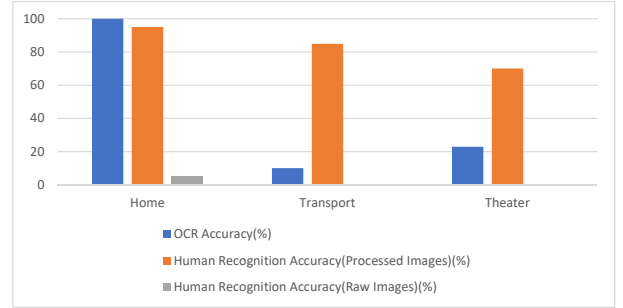 100
80
60
40
20
0
Home Transport Theater
OCR Accuracy(%)
Human Recognition Accuracy(Processed Images)(%)
Human Recognition Accuracy(Raw Images)(%)